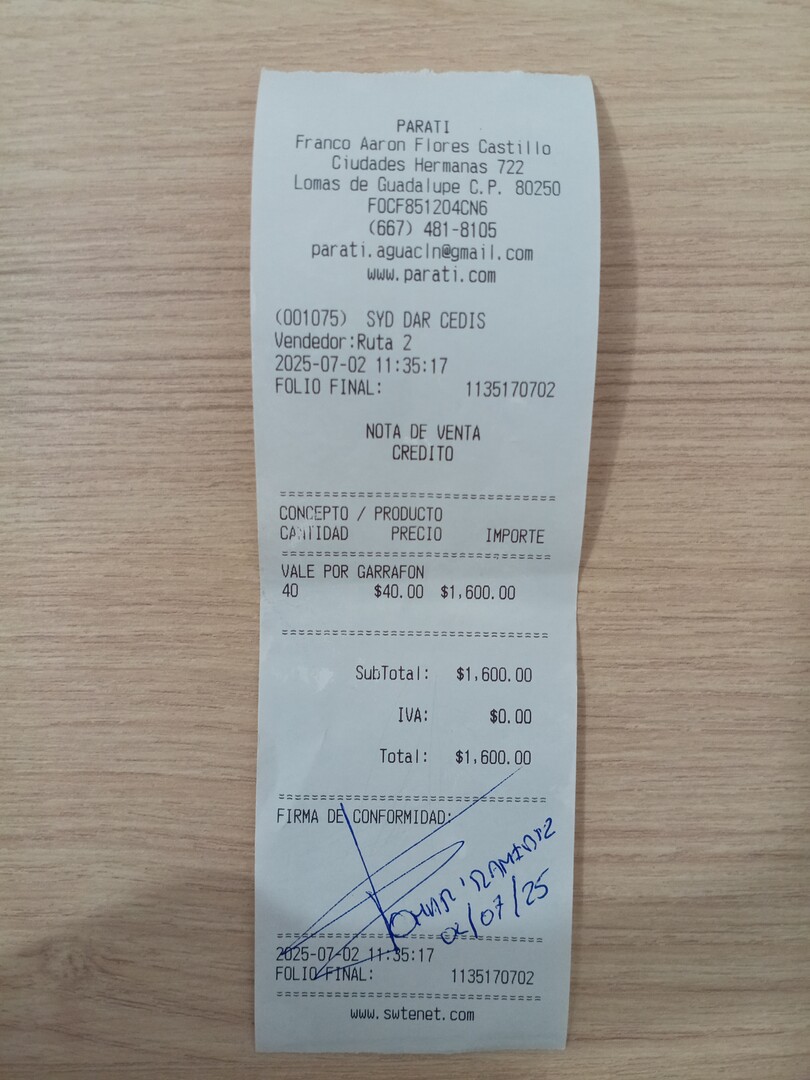 PARATI
Franco Aaron Flores Castillo
Ciudades Hermanas 722
Lomas de Guadalupe C.P. 80250
FOCF851204CN6
(667) 481-8105
parati.aguacln@gmail.com
www.parati.com
(001075) SYD DAR CEDIS
Vendedor:Ruta 2
2025-07-02 11:35:17
FOLIO FINAL: 1135170702
NOTA DE VENTA
CREDITO
CONCEPTO / PRODUCTO
CANTIDAD PRECIO IMPORTE
VALE POR GARRAFON
40 $40.00 $1,600.00
SubTotal: $1,600.00
IVA: $0.00
Total: $1,600.00
FIRMA DE CONFORMIDAD:
OMAR RAMIREZ
02/07/25
2025-07-02 11:35:17
FOLIO FINAL: 1135170702
www.swtenet.com